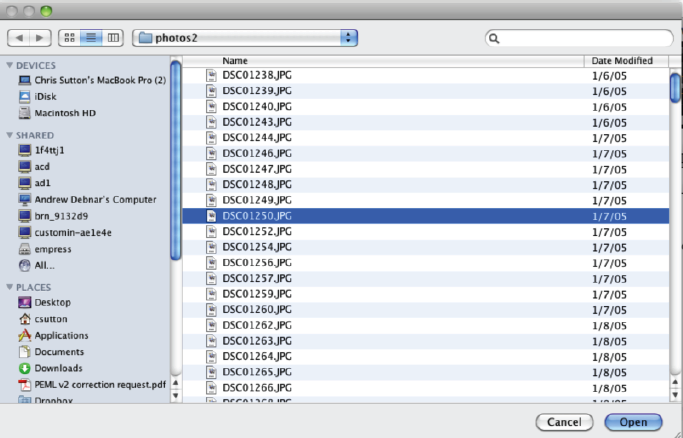 photos2
Name Date Modified
DEVICES
Chris Sutton's MacBook Pro (2)
iDisk
Macintosh HD
SHARED
1f4ttj1
acd
ad1
Andrew Debnar's Computer
brn_9132d9
customin-ae1e4e
empress
All...
PLACES
Desktop
csutton
Applications
Documents
Downloads
PEML v2 correction request.pdf
Dropbox
DSC01238.JPG 1/6/05
DSC01239.JPG 1/6/05
DSC01240.JPG 1/6/05
DSC01243.JPG 1/6/05
DSC01244.JPG 1/7/05
DSC01246.JPG 1/7/05
DSC01247.JPG 1/7/05
DSC01248.JPG 1/7/05
DSC01249.JPG 1/7/05
DSC01250.JPG 1/7/05
DSC01252.JPG 1/7/05
DSC01254.JPG 1/7/05
DSC01256.JPG 1/7/05
DSC01257.JPG 1/7/05
DSC01259.JPG 1/7/05
DSC01260.JPG 1/7/05
DSC01262.JPG 1/8/05
DSC01263.JPG 1/8/05
DSC01264.JPG 1/8/05
DSC01265.JPG 1/8/05
DSC01266.JPG 1/8/05
DSC01268.JPG 1/8/05
Cancel Open